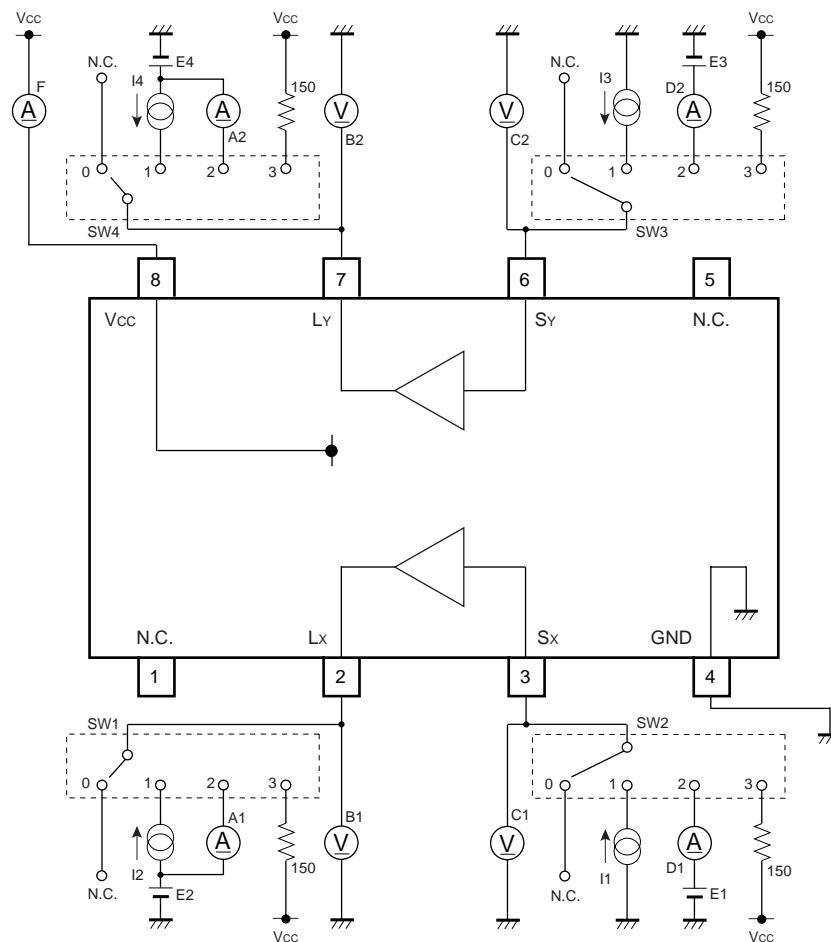 VCC VCC VCC
E4 E3
N.C. N.C.
F I4 150 I3 D2 150
A A V V A
A2 B2 C2
0 1 2 3 0 1 2 3
SW4 SW3
8 7 6 5
VCC LY SY N.C.
N.C. LX SX GND
1 2 3 4
SW1 SW2
0 1 2 3 0 1 2 3
A1 B1 C1
A V V A
I2 150 I1 D1 150
N.C. E2 N.C. E1
VCC VCC